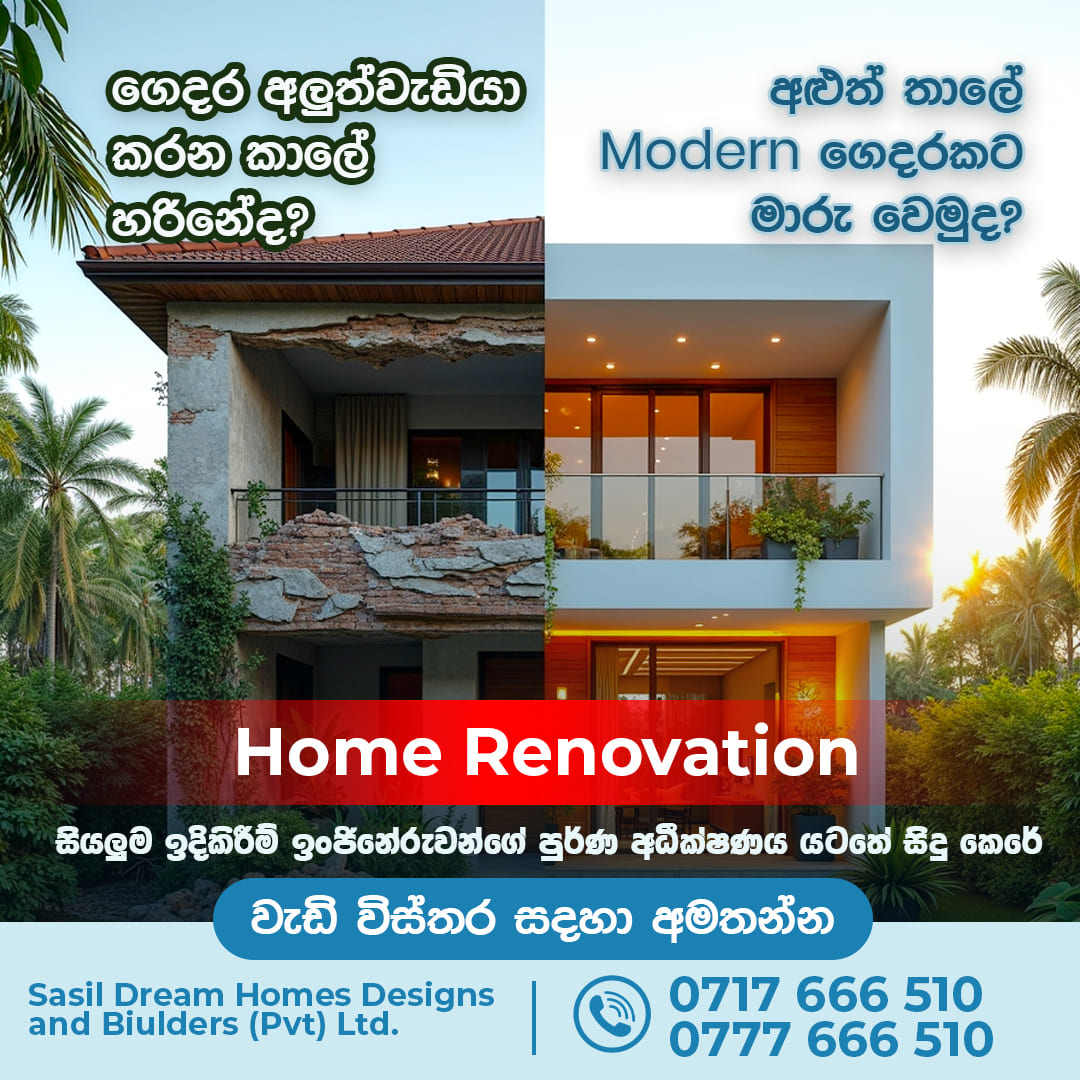 ගෙදර අලුත්වැඩියා
කරන කාලේ
හරිනේද?
අළුත් තාලේ
Modern ගෙදරකට
මාරු වෙමුද?
Home Renovation
සියලුම ඉදිකිරීම් ඉංජිනේරුවන්ගේ පුර්ණ අධීක්ෂණය යටතේ සිදු කෙරේ
වැඩි විස්තර සදහා අමතන්න
Sasil Dream Homes Designs
and Biulders (Pvt) Ltd.
0717 666 510
0777 666 510